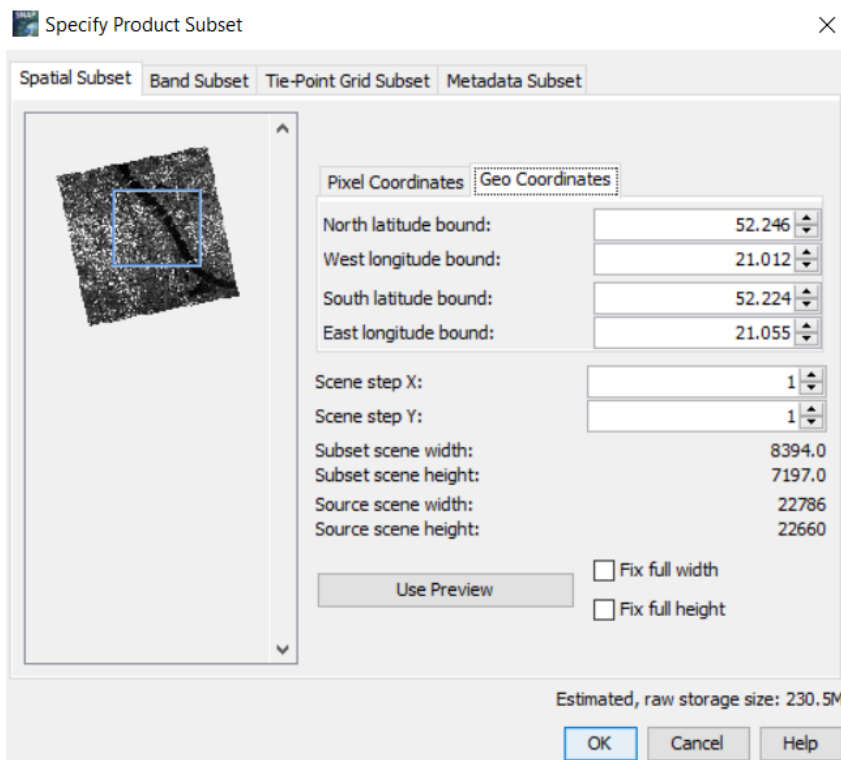 SNAP
Specify Product Subset
Spatial Subset Band Subset Tie-Point Grid Subset Metadata Subset
Pixel Coordinates Geo Coordinates
North latitude bound: 52.246
West longitude bound: 21.012
South latitude bound: 52.224
East longitude bound: 21.055
Scene step X: 1
Scene step Y: 1
Subset scene width: 8394.0
Subset scene height: 7197.0
Source scene width: 22786
Source scene height: 22660
Use Preview
Fix full width
Fix full height
Estimated, raw storage size: 230.5M
OK Cancel Help